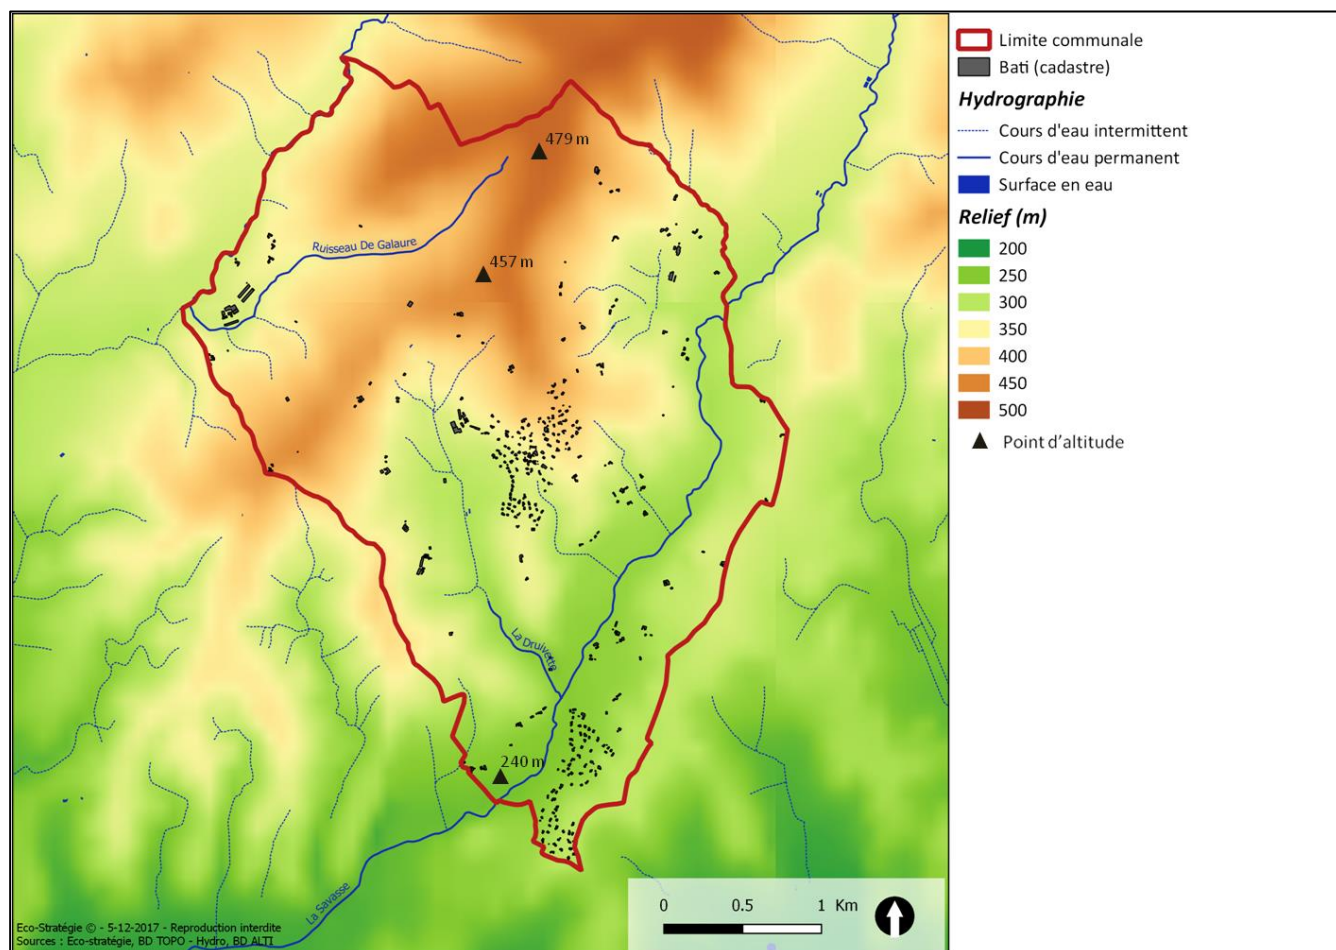 Limite communale
Bati (cadastre)
Hydrographie
Cours d'eau intermittent
Cours d'eau permanent
Surface en eau
Relief (m)
200
250
300
350
400
450
500
Point d'altitude
479 m
Ruisseau De Galaure
457 m
La Druivette
240 m
La Savasse
0 0.5 1 Km
Eco-Stratégie © - 5-12-2017 - Reproduction interdite
Sources : Eco-stratégie, BD TOPO - Hydro, BD ALTI